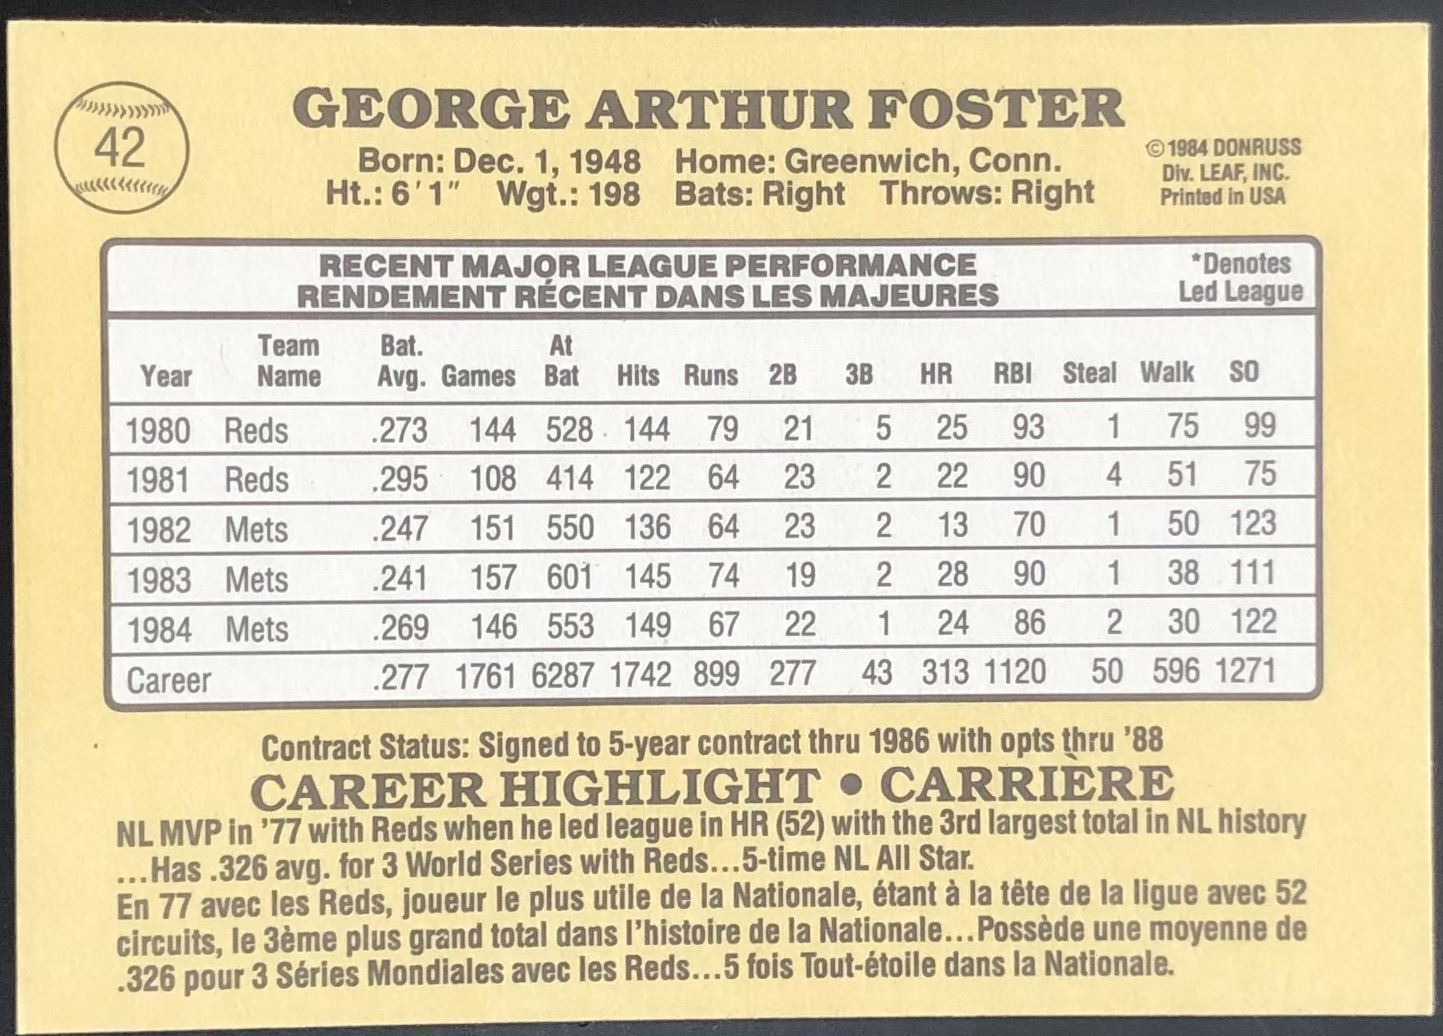 42
GEORGE ARTHUR FOSTER
Born: Dec. 1, 1948 Home: Greenwich, Conn.
Ht.: 6'1" Wgt.: 198 Bats: Right Throws: Right
©1984 DONRUSS
Div. LEAF, INC.
Printed in USA
RECENT MAJOR LEAGUE PERFORMANCE
RENDEMENT RÉCENT DANS LES MAJEURES
*Denotes
Led League
Year Team Name Bat. Avg. Games At Bat Hits Runs 2B 3B HR RBI Steal Walk SO
1980 Reds .273 144 528 144 79 21 5 25 93 1 75 99
1981 Reds .295 108 414 122 64 23 2 22 90 4 51 75
1982 Mets .247 151 550 136 64 23 2 13 70 1 50 123
1983 Mets .241 157 601 145 74 19 2 28 90 1 38 111
1984 Mets .269 146 553 149 67 22 1 24 86 2 30 122
Career .277 1761 6287 1742 899 277 43 313 1120 50 596 1271
Contract Status: Signed to 5-year contract thru 1986 with opts thru '88
CAREER HIGHLIGHT • CARRIÈRE
NL MVP in '77 with Reds when he led league in HR (52) with the 3rd largest total in NL history
...Has .326 avg. for 3 World Series with Reds...5-time NL All Star.
En 77 avec les Reds, joueur le plus utile de la Nationale, étant à la tête de la ligue avec 52
circuits, le 3ème plus grand total dans l'histoire de la Nationale...Possède une moyenne de
.326 pour 3 Séries Mondiales avec les Reds...5 fois Tout-étoile dans la Nationale.